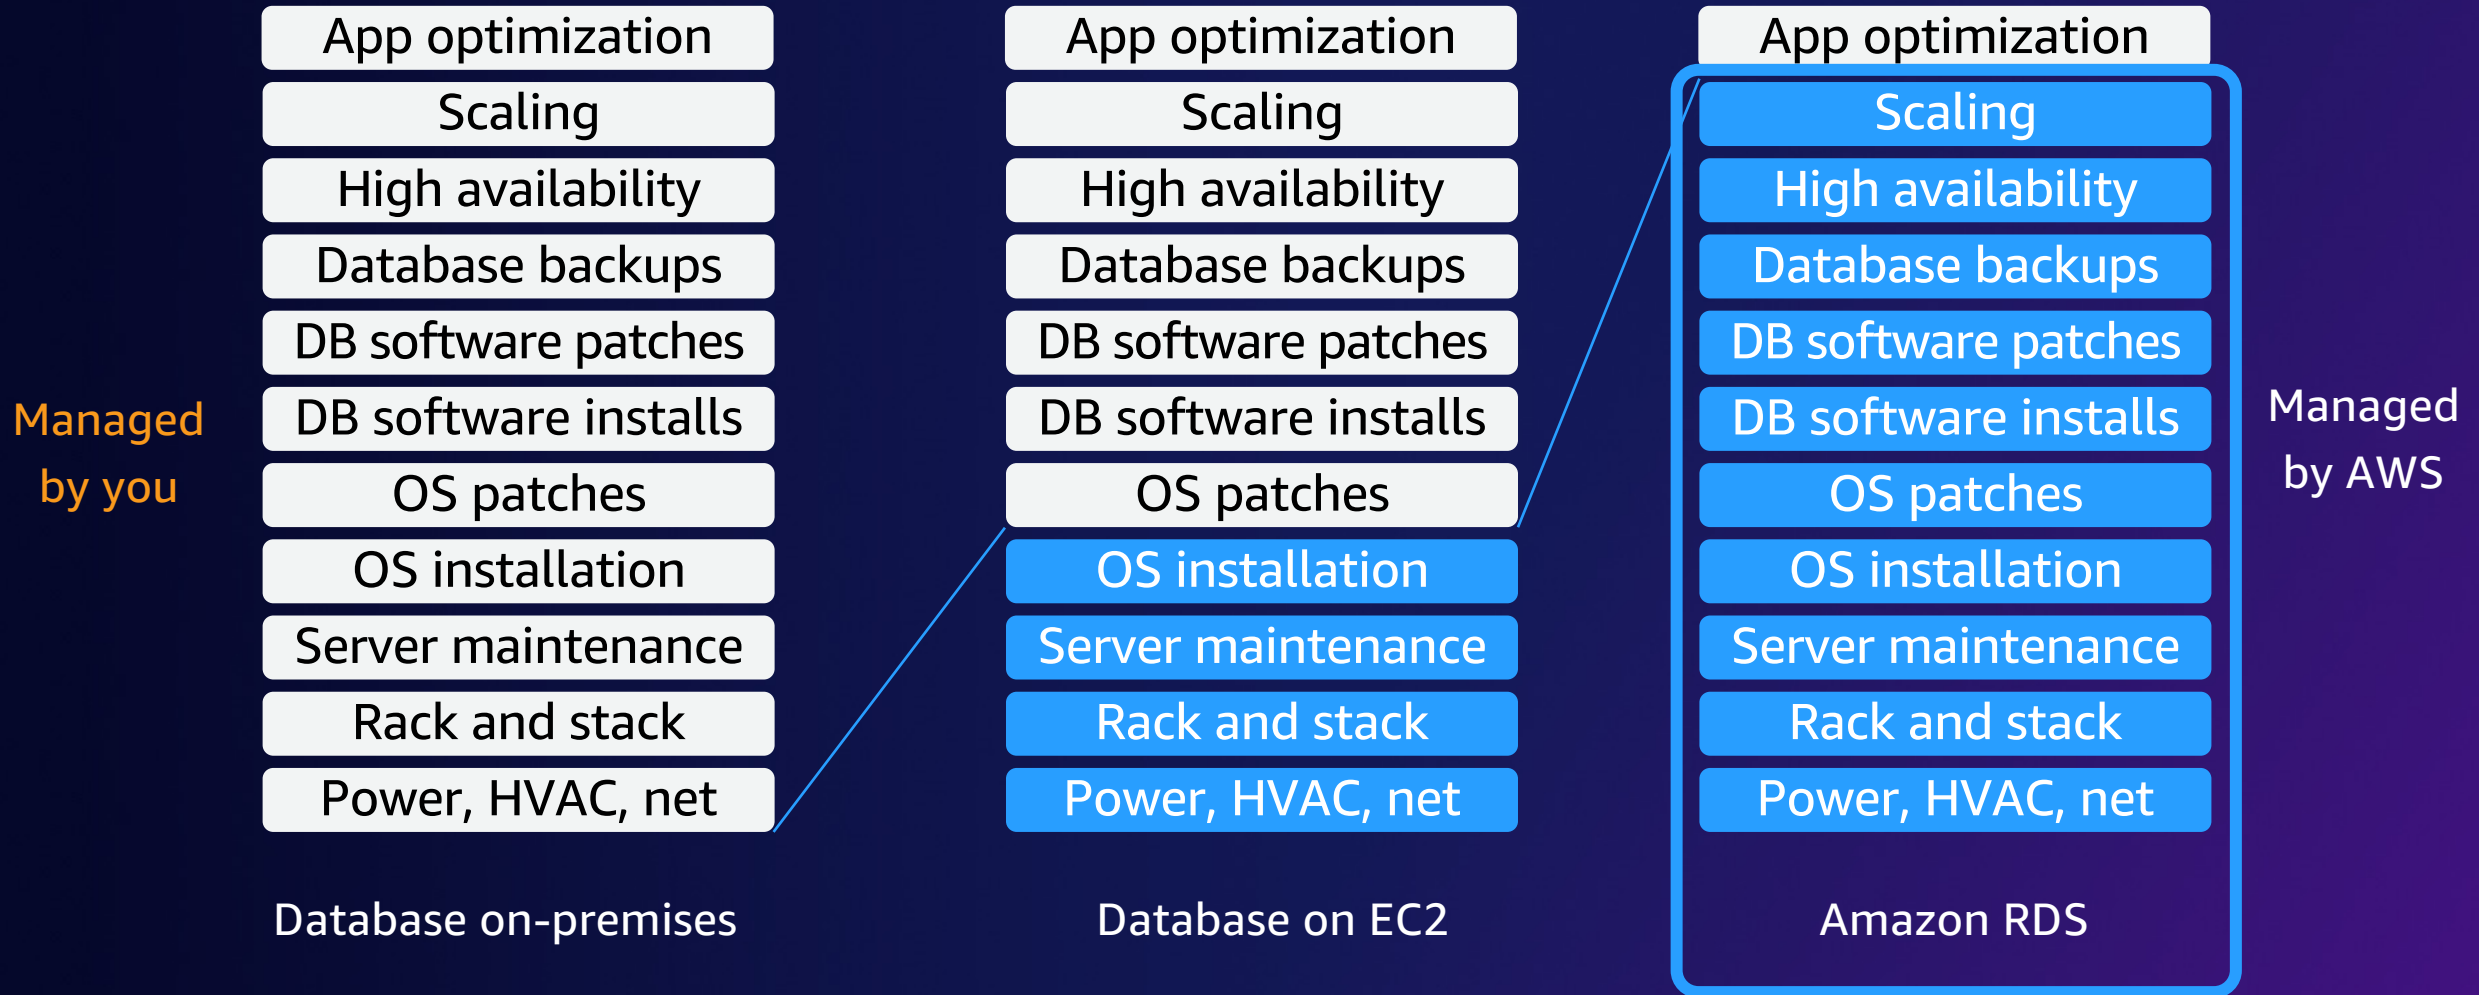 Managed
by you
App optimization
Scaling
High availability
Database backups
DB software patches
DB software installs
OS patches
OS installation
Server maintenance
Rack and stack
Power, HVAC, net
Database on-premises
App optimization
Scaling
High availability
Database backups
DB software patches
DB software installs
OS patches
OS installation
Server maintenance
Rack and stack
Power, HVAC, net
Database on EC2
App optimization
Scaling
High availability
Database backups
DB software patches
DB software installs
OS patches
OS installation
Server maintenance
Rack and stack
Power, HVAC, net
Amazon RDS
Managed
by AWS